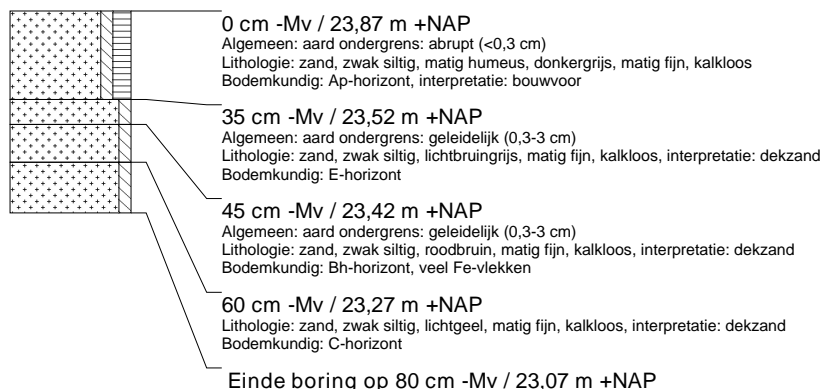 0 cm -Mv / 23,87 m +NAP
Algemeen: aard ondergrens: abrupt (<0,3 cm)
Lithologie: zand, zwak siltig, matig humeus, donkergrijs, matig fijn, kalkloos
Bodemkundig: Ap-horizont, interpretatie: bouwvoor
35 cm -Mv / 23,52 m +NAP
Algemeen: aard ondergrens: geleidelijk (0,3-3 cm)
Lithologie: zand, zwak siltig, lichtbruingrijs, matig fijn, kalkloos, interpretatie: dekzand
Bodemkundig: E-horizont
45 cm -Mv / 23,42 m +NAP
Algemeen: aard ondergrens: geleidelijk (0,3-3 cm)
Lithologie: zand, zwak siltig, roodbruin, matig fijn, kalkloos, interpretatie: dekzand
Bodemkundig: Bh-horizont, veel Fe-vlekken
60 cm -Mv / 23,27 m +NAP
Lithologie: zand, zwak siltig, lichtgeel, matig fijn, kalkloos, interpretatie: dekzand
Bodemkundig: C-horizont
Einde boring op 80 cm -Mv / 23,07 m +NAP